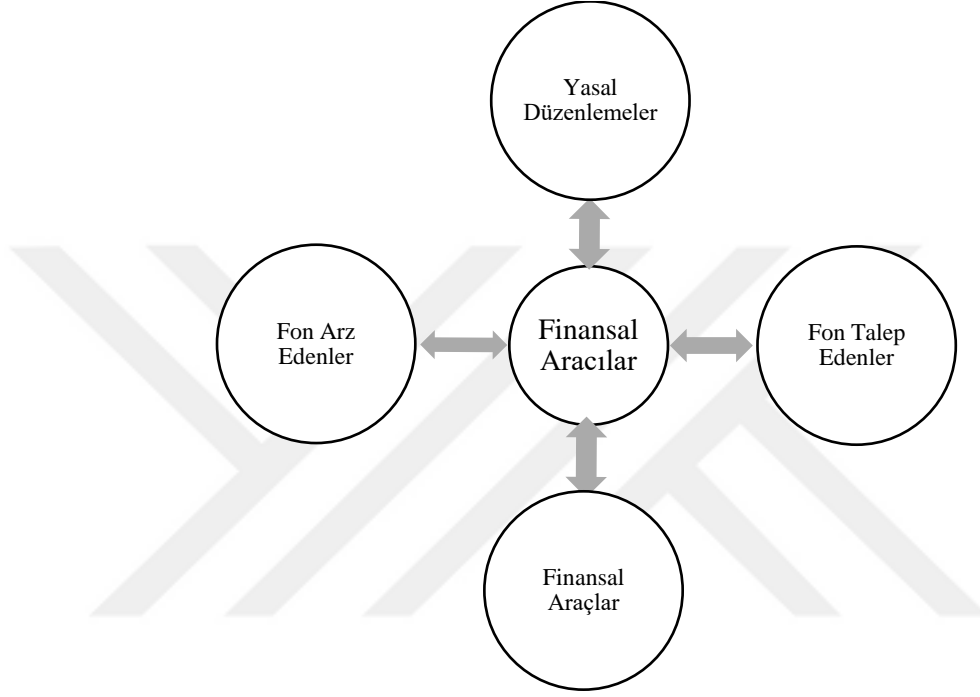 Yasal
Düzenlemeler
Fon Arz
Edenler
Finansal
Aracılar
Fon Talep
Edenler
Finansal
Araçlar